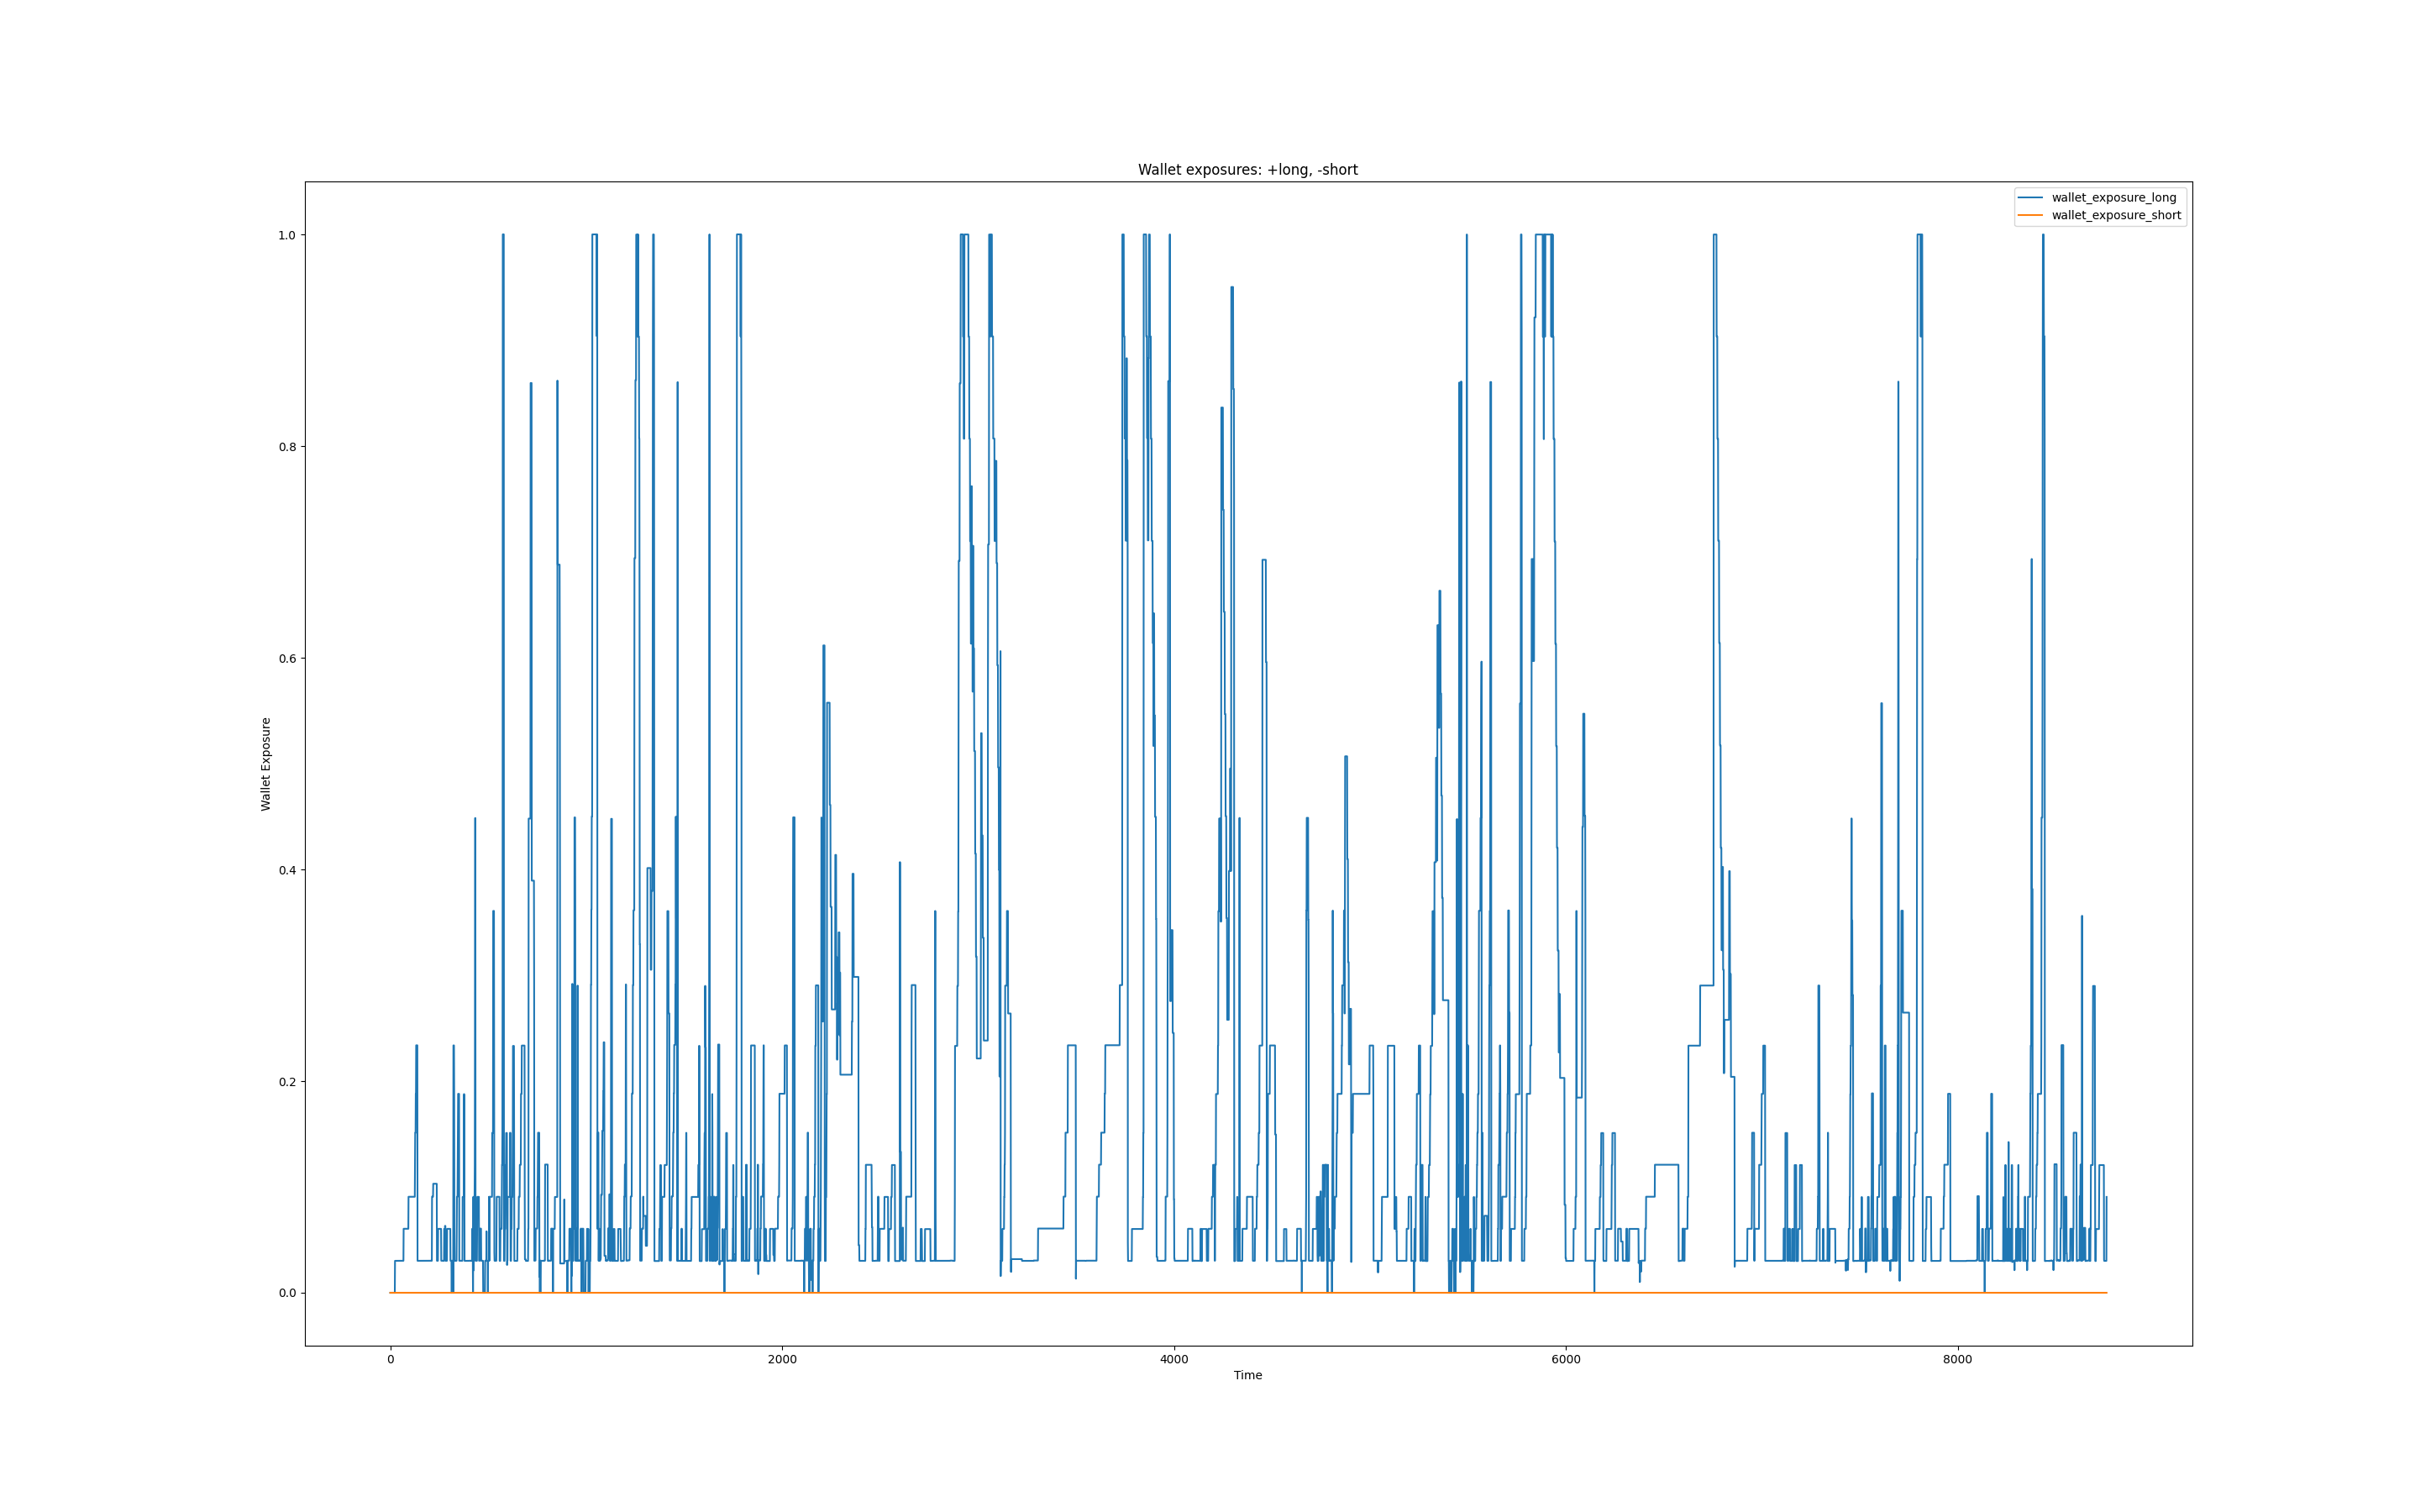 Wallet exposures: +long, -short
wallet_exposure_long
wallet_exposure_short
1.0
0.8
0.6
0.4
0.2
0.0
Wallet Exposure
0 2000 4000 6000 8000
Time